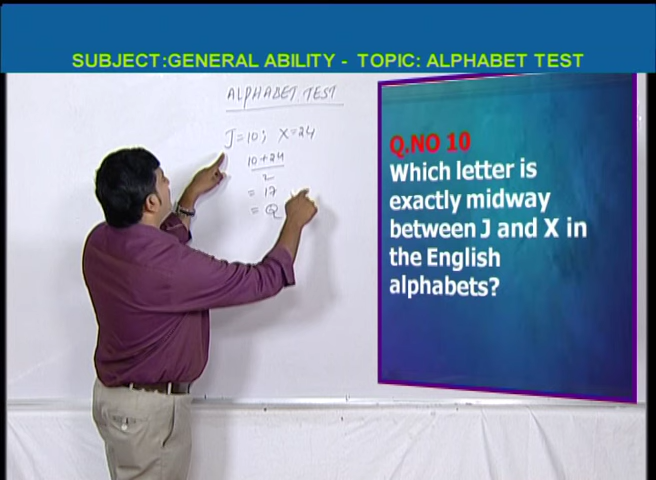 SUBJECT:GENERAL ABILITY - TOPIC: ALPHABET TEST
ALPHABET TEST
J=10; X=24
10+24
2
= 17
= Q
Q.NO 10
Which letter is
exactly midway
between J and X in
the English
alphabets?